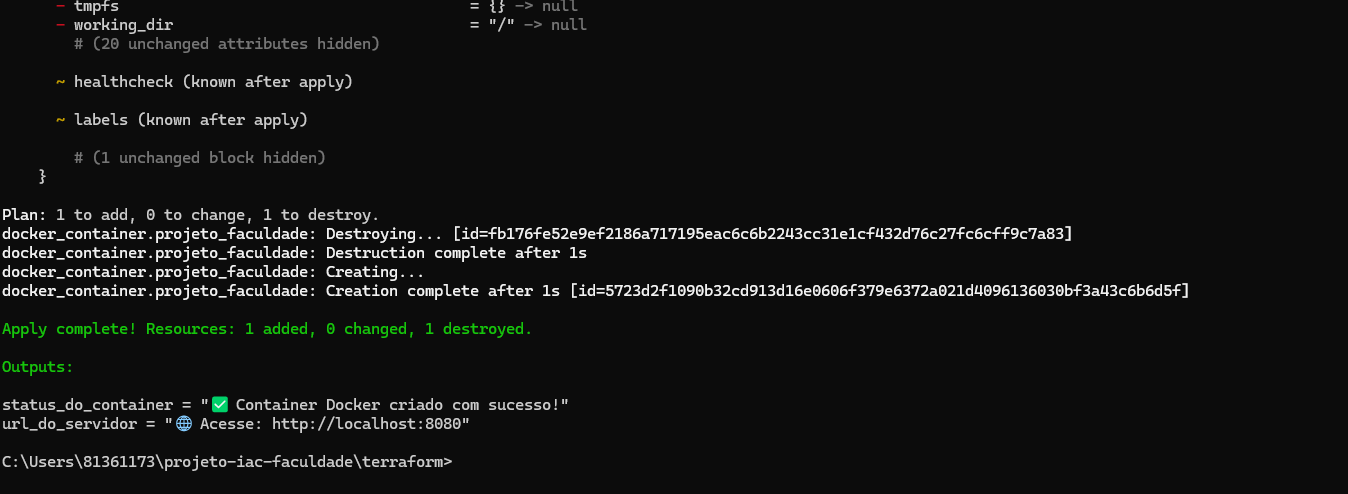 - tmpfs = {} -> null
- working_dir = "/" -> null
# (20 unchanged attributes hidden)
~ healthcheck (known after apply)
~ labels (known after apply)
# (1 unchanged block hidden)
}
Plan: 1 to add, 0 to change, 1 to destroy.
docker_container.projeto_faculdade: Destroying... [id=fb176fe52e9ef2186a717195eac6c6b2243cc31e1cf432d76c27fc6cff9c7a83]
docker_container.projeto_faculdade: Destruction complete after 1s
docker_container.projeto_faculdade: Creating...
docker_container.projeto_faculdade: Creation complete after 1s [id=5723d2f1090b32cd913d16e0606f379e6372a021d4096136030bf3a43c6b6d5f]
Apply complete! Resources: 1 added, 0 changed, 1 destroyed.
Outputs:
status_do_container = "✅ Container Docker criado com sucesso!"
url_do_servidor = "🌐 Acesse: http://localhost:8080"
C:\Users\81361173\projeto-iac-faculdade\terraform>